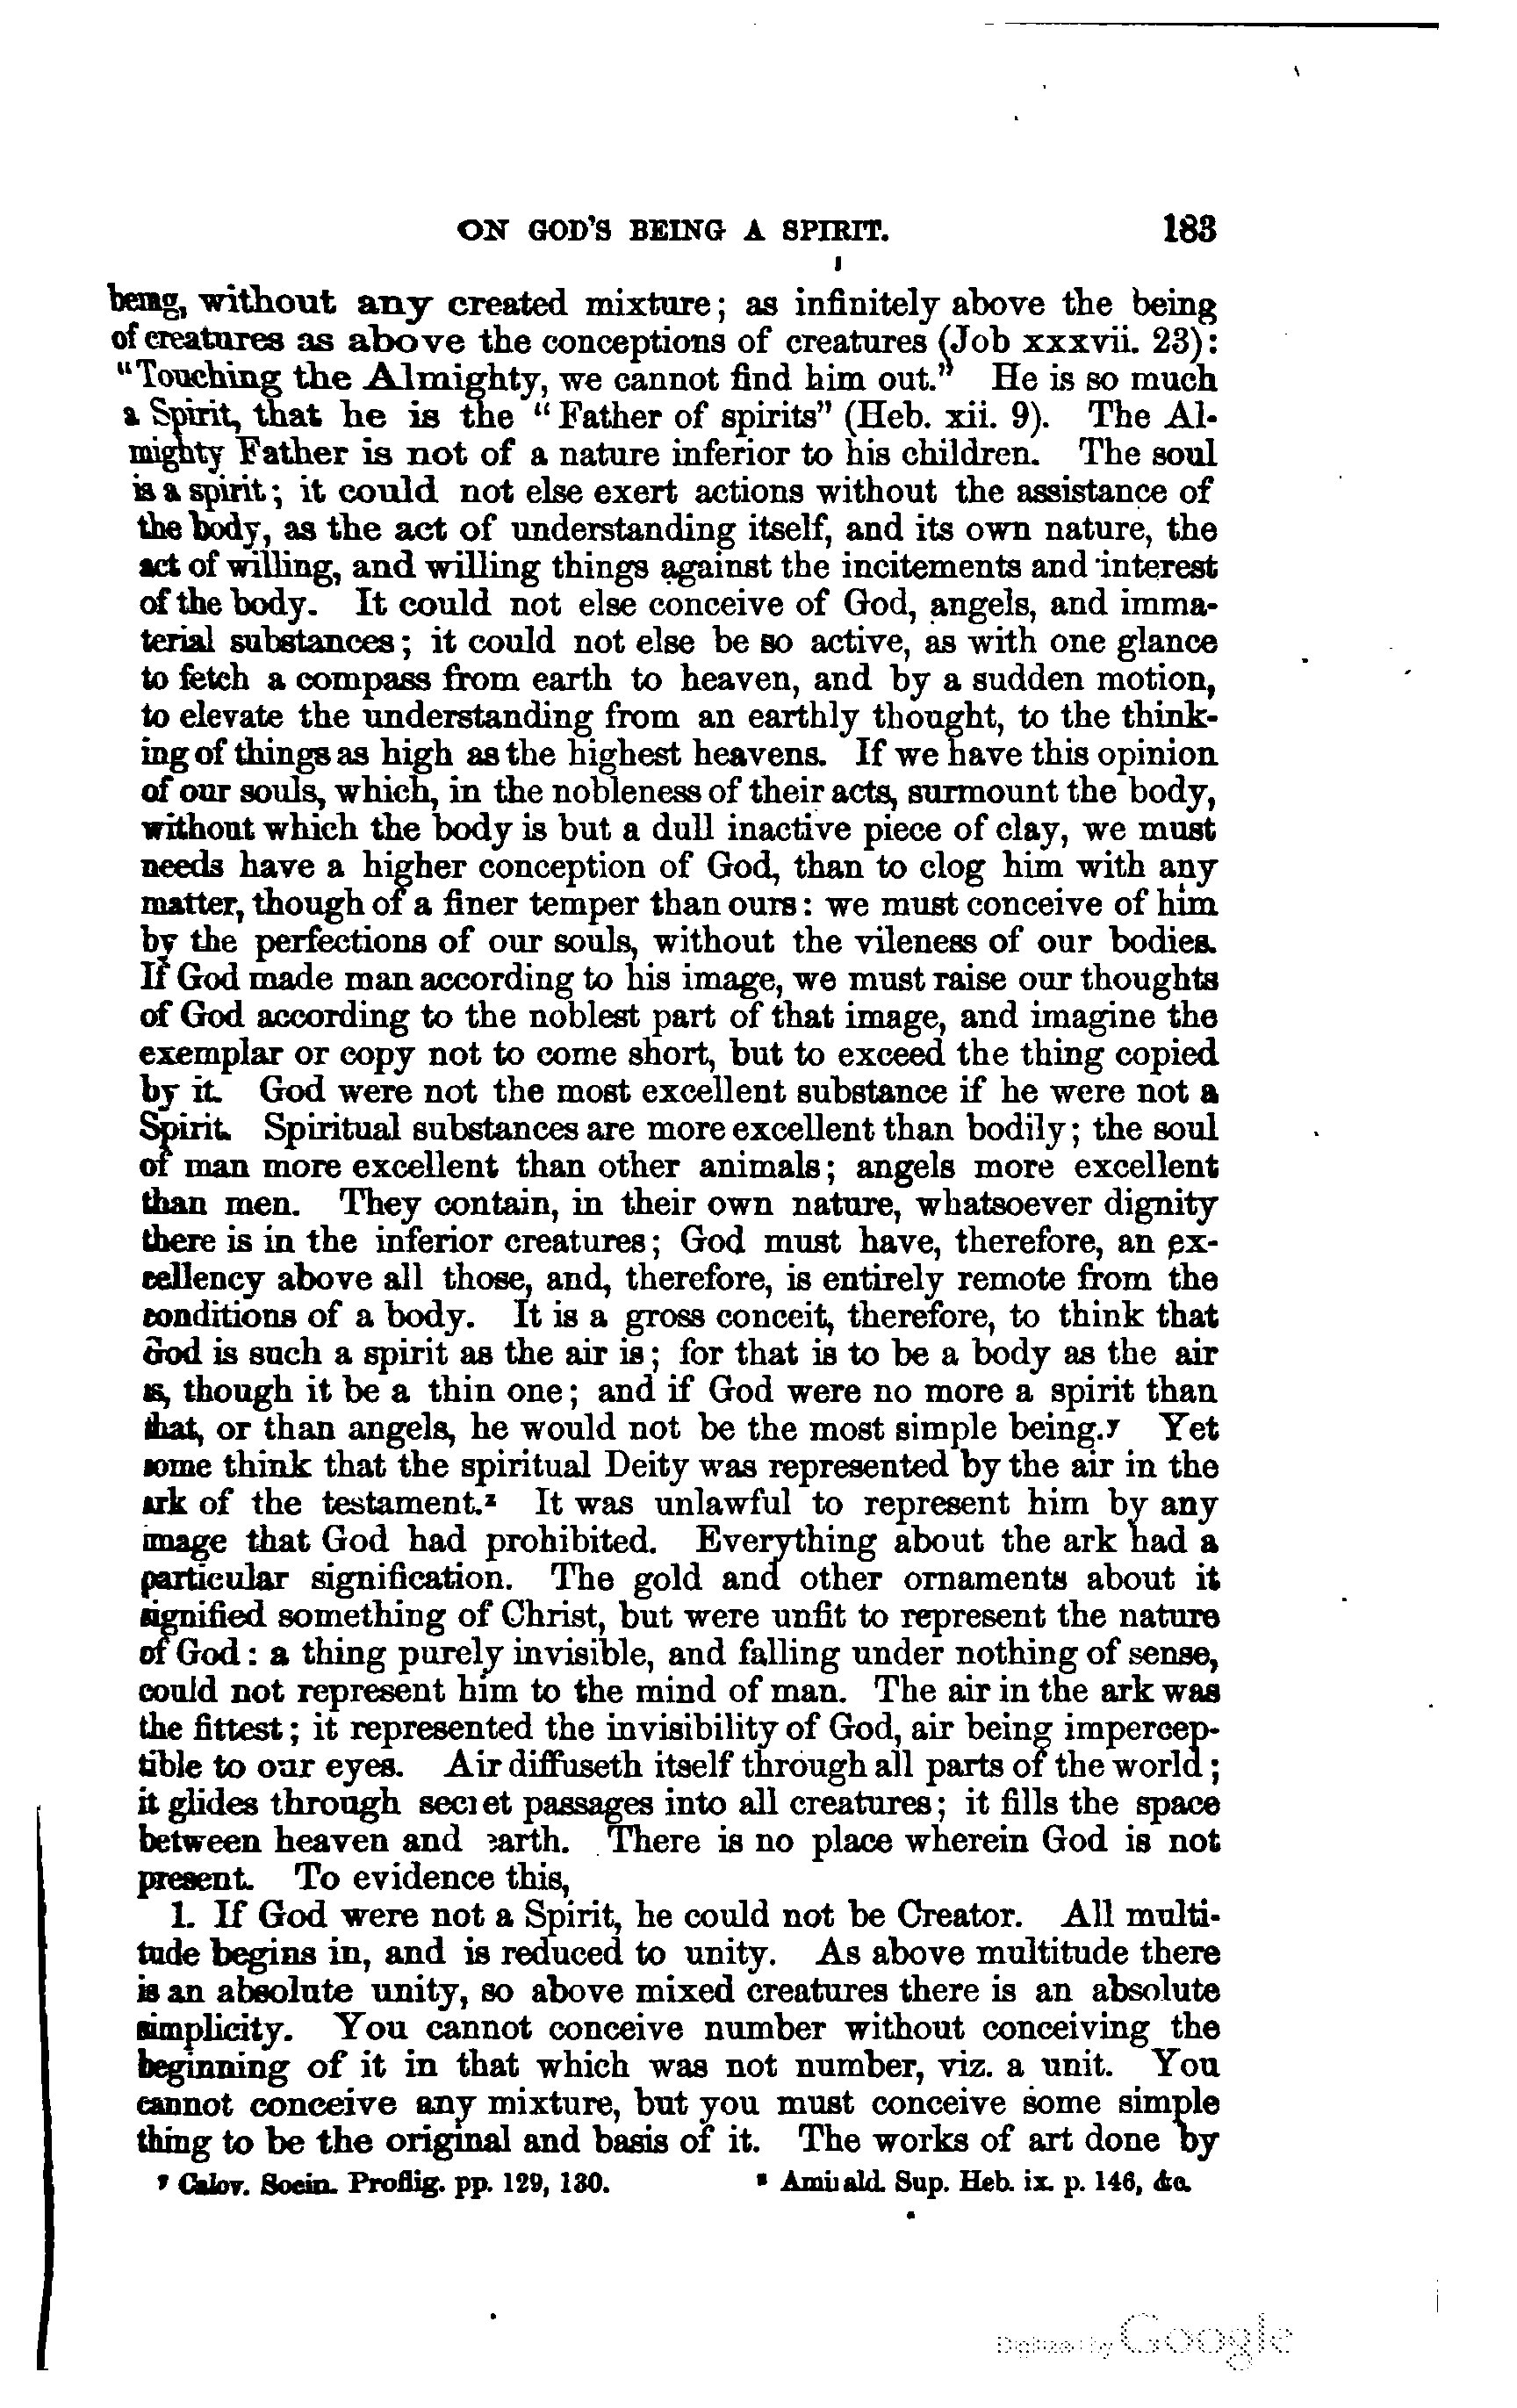 ON GOD'S BEING A SPIRIT. 183
being, without any created mixture; as infinitely above the being
of creatures as above the conceptions of creatures (Job xxxvii. 23):
"Touching the Almighty, we cannot find him out." He is so much
a Spirit, that he is the "Father of spirits" (Heb. xii. 9). The Al-
mighty Father is not of a nature inferior to his children. The soul
is a spirit; it could not else exert actions without the assistance of
the body, as the act of understanding itself, and its own nature, the
act of willing, and willing things against the incitements and interest
of the body. It could not else conceive of God, angels, and imma-
terial substances; it could not else be so active, as with one glance
to fetch a compass from earth to heaven, and by a sudden motion,
to elevate the understanding from an earthly thought, to the think-
ing of things as high as the highest heavens. If we have this opinion
of our souls, which, in the nobleness of their acts, surmount the body,
without which the body is but a dull inactive piece of clay, we must
needs have a higher conception of God, than to clog him with any
matter, though of a finer temper than ours: we must conceive of him
by the perfections of our souls, without the vileness of our bodies.
If God made man according to his image, we must raise our thoughts
of God according to the noblest part of that image, and imagine the
exemplar or copy not to come short, but to exceed the thing copied
by it. God were not the most excellent substance if he were not a
Spirit. Spiritual substances are more excellent than bodily; the soul
of man more excellent than other animals; angels more excellent
than men. They contain, in their own nature, whatsoever dignity
there is in the inferior creatures; God must have, therefore, an ex-
cellency above all those, and, therefore, is entirely remote from the
conditions of a body. It is a gross conceit, therefore, to think that
God is such a spirit as the air is; for that is to be a body as the air
is, though it be a thin one; and if God were no more a spirit than
that, or than angels, he would not be the most simple being.y Yet
some think that the spiritual Deity was represented by the air in the
ark of the testament.z It was unlawful to represent him by any
image that God had prohibited. Everything about the ark had a
particular signification. The gold and other ornaments about it
signified something of Christ, but were unfit to represent the nature
of God: a thing purely invisible, and falling under nothing of sense,
could not represent him to the mind of man. The air in the ark was
the fittest; it represented the invisibility of God, air being impercep-
tible to our eyes. Air diffuseth itself through all parts of the world;
it glides through secret passages into all creatures; it fills the space
between heaven and earth. There is no place wherein God is not
present. To evidence this,
1. If God were not a Spirit, he could not be Creator. All multi-
tude begins in, and is reduced to unity. As above multitude there
is an absolute unity, so above mixed creatures there is an absolute
simplicity. You cannot conceive number without conceiving the
beginning of it in that which was not number, viz. a unit. You
cannot conceive any mixture, but you must conceive some simple
thing to be the original and basis of it. The works of art done by
y Calov. Socin. Proflig. pp. 129, 130. z Amirald. Sup. Heb. ix. p. 146, &c.
Digitized by Google